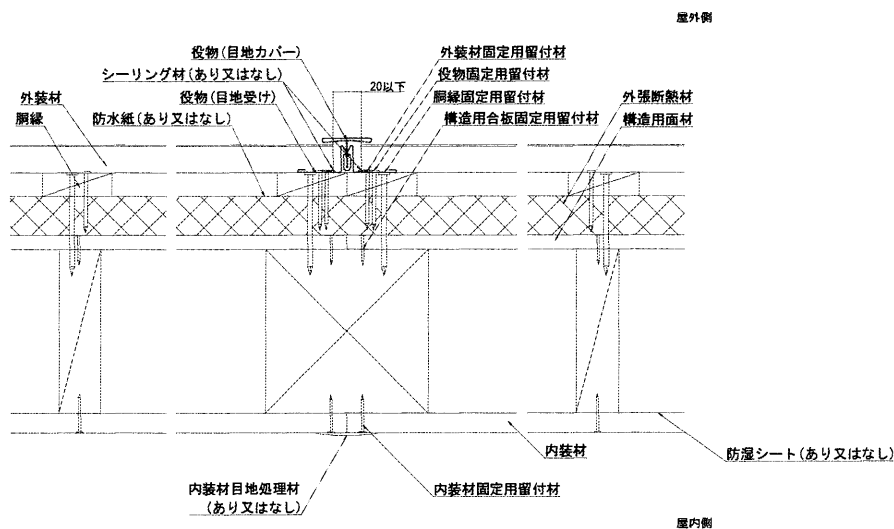 屋外側
役物(目地カバー)
シーリング材(あり又はなし)
役物(目地受け)
防水紙(あり又はなし)
外装材
胴縁
20以下
外装材固定用留付材
役物固定用留付材
胴縁固定用留付材
構造用合板固定用留付材
外張断熱材
構造用面材
内装材
防湿シート(あり又はなし)
内装材目地処理材
(あり又はなし)
内装材固定用留付材
屋内側